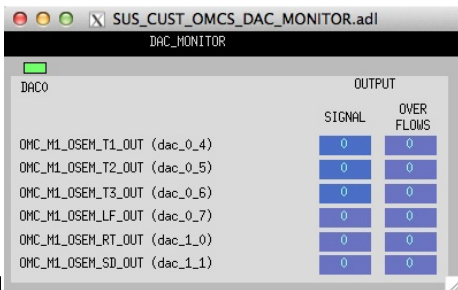 SUS_CUST_OMCS_DAC_MONITOR.adl
DAC_MONITOR
DAC0 OUTPUT
SIGNAL OVER FLOWS
OMC_M1_OSEM_T1_OUT (dac_0_4) 0 0
OMC_M1_OSEM_T2_OUT (dac_0_5) 0 0
OMC_M1_OSEM_T3_OUT (dac_0_6) 0 0
OMC_M1_OSEM_LF_OUT (dac_0_7) 0 0
OMC_M1_OSEM_RT_OUT (dac_1_0) 0 0
OMC_M1_OSEM_SD_OUT (dac_1_1) 0 0